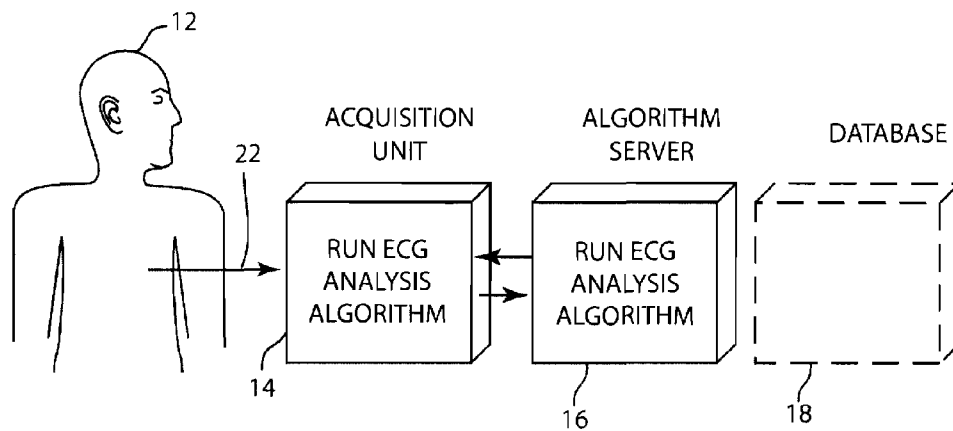 12
22
ACQUISITION
UNIT
ALGORITHM
SERVER
DATABASE
RUN ECG
ANALYSIS
ALGORITHM
RUN ECG
ANALYSIS
ALGORITHM
14
16
18